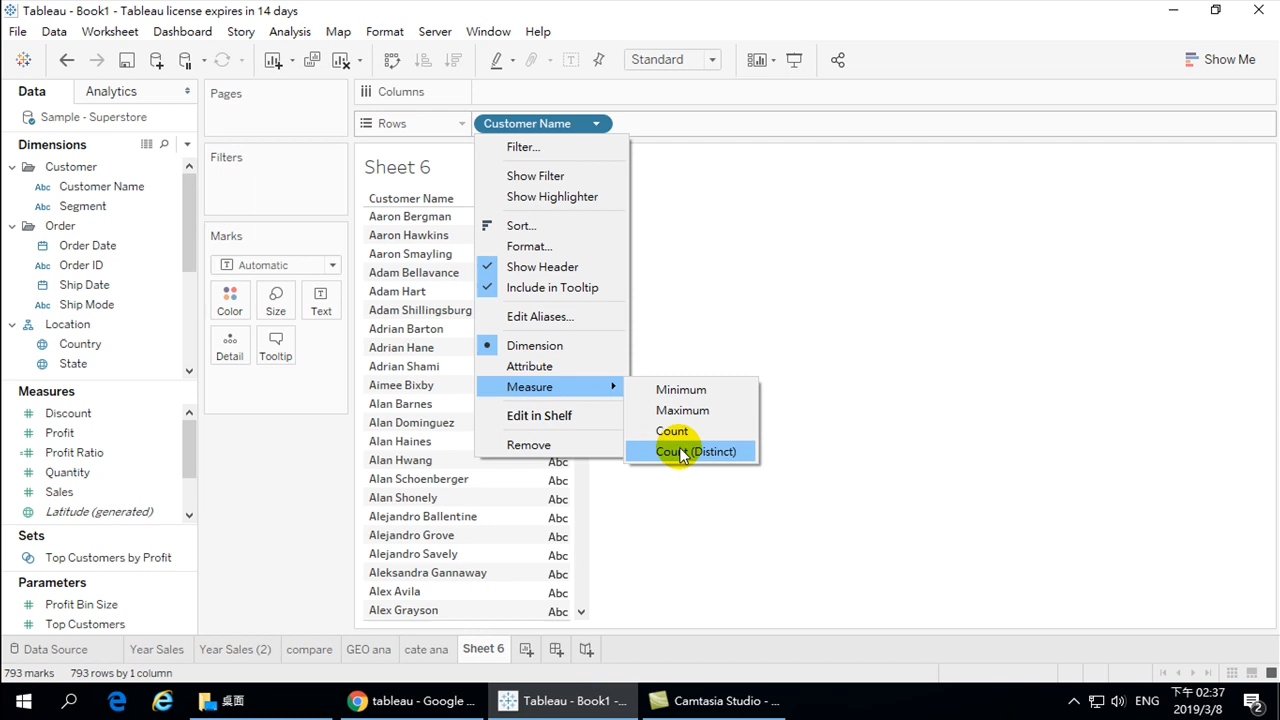 Tableau - Book1 - Tableau license expires in 14 days
File Data Worksheet Dashboard Story Analysis Map Format Server Window Help
Standard
Show Me
Data Analytics
Sample - Superstore
Dimensions
Customer
Abc Customer Name
Abc Segment
Order
Order Date
Abc Order ID
Ship Date
Abc Ship Mode
Location
Country
State
Measures
# Discount
# Profit
=# Profit Ratio
# Quantity
# Sales
Latitude (generated)
Sets
Top Customers by Profit
Parameters
# Profit Bin Size
# Top Customers
Pages
Filters
Marks
Automatic
Color Size Text
Detail Tooltip
Columns
Rows Customer Name
Sheet 6
Customer Name
Aaron Bergman
Aaron Hawkins
Aaron Smayling
Adam Bellavance
Adam Hart
Adam Shillingsburg
Adrian Barton
Adrian Hane
Adrian Shami
Aimee Bixby
Alan Barnes
Alan Dominguez
Alan Haines
Alan Hwang Abc
Alan Schoenberger Abc
Alan Shonely Abc
Alejandro Ballentine Abc
Alejandro Grove Abc
Alejandro Savely Abc
Aleksandra Gannaway Abc
Alex Avila Abc
Alex Grayson Abc
Filter...
Show Filter
Show Highlighter
Sort...
Format...
Show Header
Include in Tooltip
Edit Aliases...
Dimension
Attribute
Measure
Edit in Shelf
Remove
Minimum
Maximum
Count
Count (Distinct)
Data Source Year Sales Year Sales (2) compare GEO ana cate ana Sheet 6
793 marks 793 rows by 1 column
桌面 tableau - Google ... Tableau - Book1 -... Camtasia Studio - ... ENG
下午 02:37
2019/3/8
2